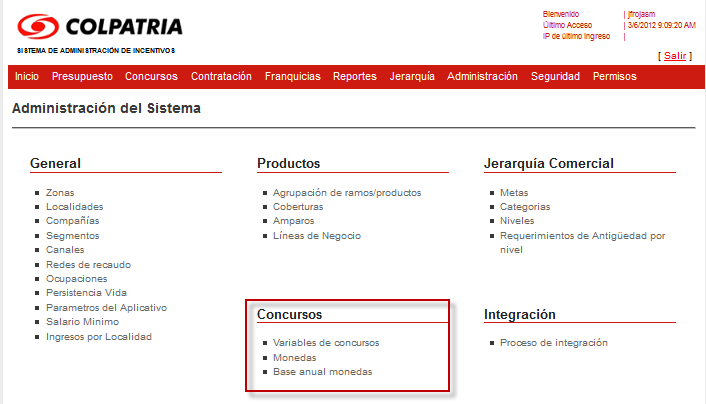 COLPATRIA
SISTEMA DE ADMINISTRACIÓN DE INCENTIVOS
Bienvenido | jfrojasm
Último Acceso | 3/6/2012 9:09:20 AM
IP de último Ingreso |
[ Salir ]
Inicio Presupuesto Concursos Contratación Franquicias Reportes Jerarquía Administración Seguridad Permisos
Administración del Sistema
General
Zonas
Localidades
Compañías
Segmentos
Canales
Redes de recaudo
Ocupaciones
Persistencia Vida
Parametros del Aplicativo
Salario Minimo
Ingresos por Localidad
Productos
Agrupación de ramos/productos
Coberturas
Amparos
Líneas de Negocio
Jerarquía Comercial
Metas
Categorias
Niveles
Requerimientos de Antigüedad por
nivel
Concursos
Variables de concursos
Monedas
Base anual monedas
Integración
Proceso de integración